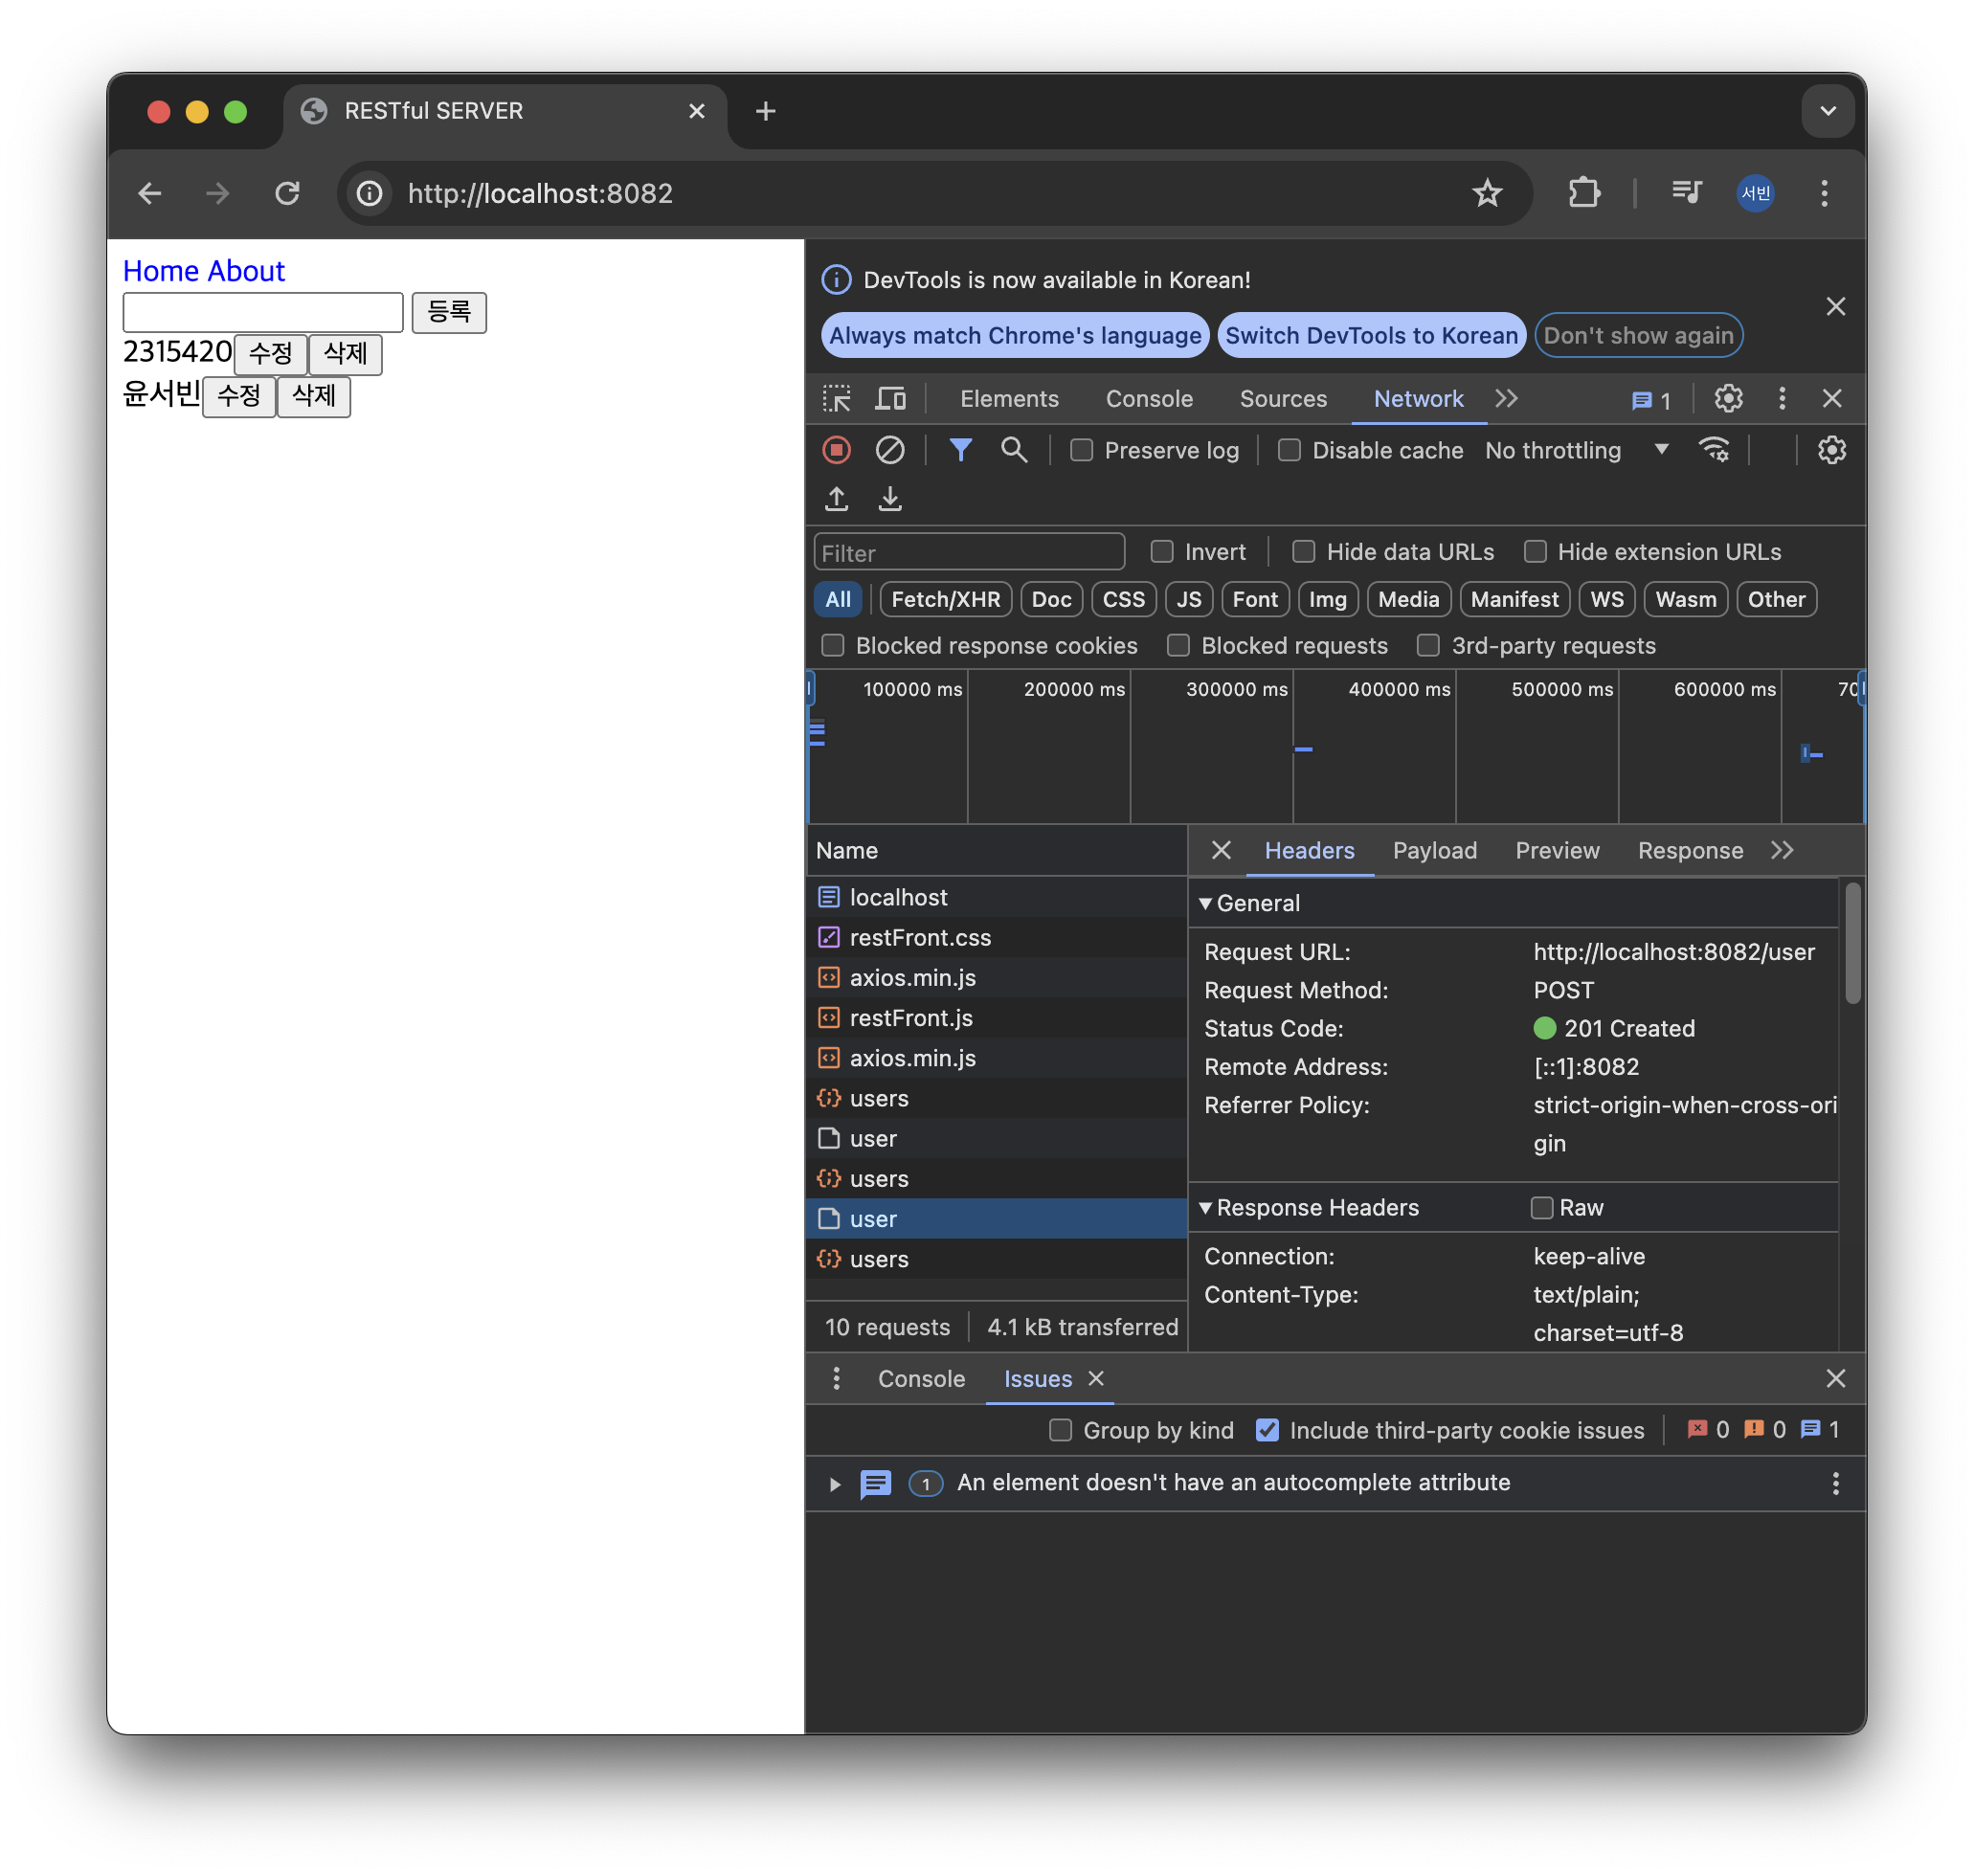 RESTful SERVER
http://localhost:8082
서빈
Home About
등록
2315420 수정 삭제
윤서빈 수정 삭제
DevTools is now available in Korean!
Always match Chrome's language Switch DevTools to Korean Don't show again
Elements Console Sources Network 1
Preserve log Disable cache No throttling
Filter Invert Hide data URLs Hide extension URLs
All Fetch/XHR Doc CSS JS Font Img Media Manifest WS Wasm Other
Blocked response cookies Blocked requests 3rd-party requests
100000 ms 200000 ms 300000 ms 400000 ms 500000 ms 600000 ms 70
Name
localhost
restFront.css
axios.min.js
restFront.js
axios.min.js
users
user
users
user
users
10 requests 4.1 kB transferred
Headers Payload Preview Response
General
Request URL: http://localhost:8082/user
Request Method: POST
Status Code: 201 Created
Remote Address: [::1]:8082
Referrer Policy: strict-origin-when-cross-ori
gin
Response Headers Raw
Connection: keep-alive
Content-Type: text/plain;
charset=utf-8
Console Issues
Group by kind Include third-party cookie issues 0 0 1
1 An element doesn't have an autocomplete attribute